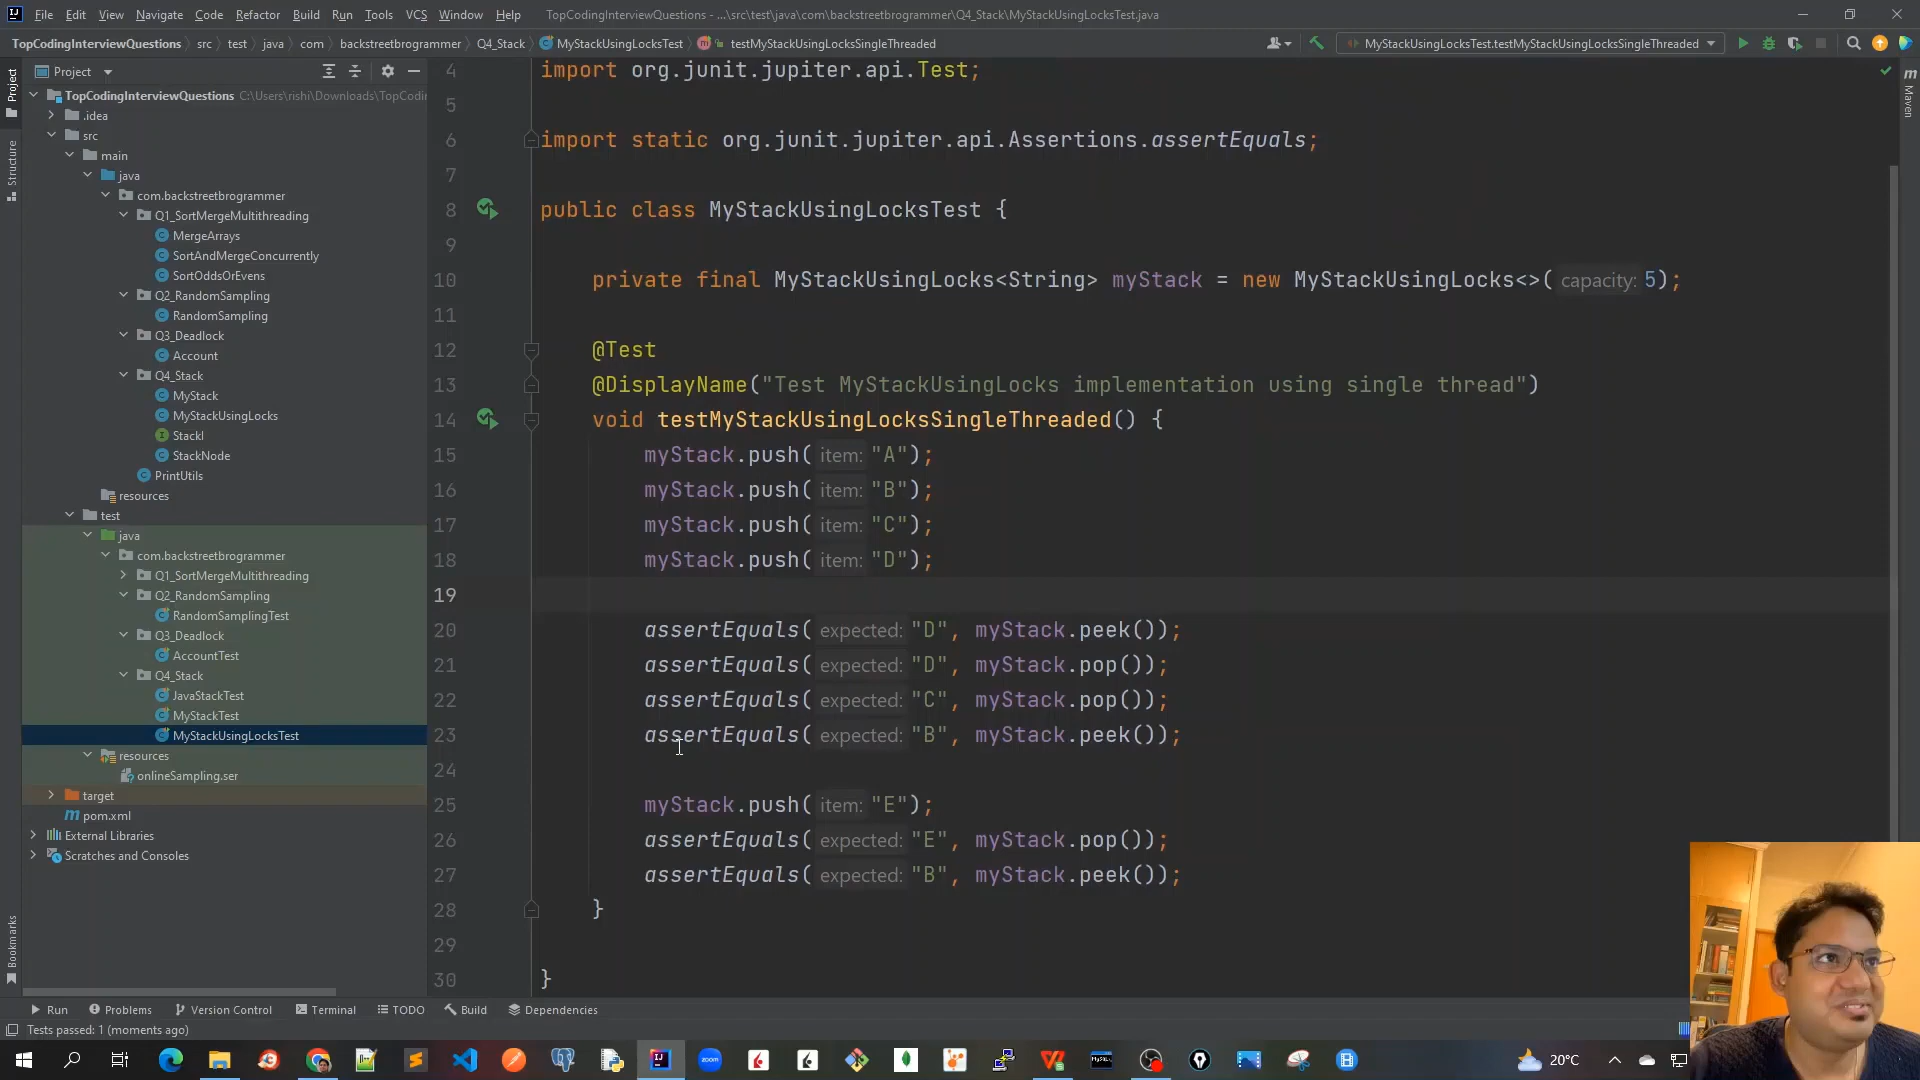 File Edit View Navigate Code Refactor Build Run Tools VCS Window Help TopCodingInterviewQuestions - ...\src\test\java\com\backstreetbrogrammer\Q4_Stack\MyStackUsingLocksTest.java
TopCodingInterviewQuestions src test java com backstreetbrogrammer Q4_Stack MyStackUsingLocksTest testMyStackUsingLocksSingleThreaded MyStackUsingLocksTest.testMyStackUsingLocksSingleThreaded
Project
TopCodingInterviewQuestions C:\Users\rishi\Downloads\TopCodi
.idea
src
main
java
com.backstreetbrogrammer
Q1_SortMergeMultithreading
MergeArrays
SortAndMergeConcurrently
SortOddsOrEvens
Q2_RandomSampling
RandomSampling
Q3_Deadlock
Account
Q4_Stack
MyStack
MyStackUsingLocks
StackI
StackNode
PrintUtils
resources
test
java
com.backstreetbrogrammer
Q1_SortMergeMultithreading
Q2_RandomSampling
RandomSamplingTest
Q3_Deadlock
AccountTest
Q4_Stack
JavaStackTest
MyStackTest
MyStackUsingLocksTest
resources
onlineSampling.ser
target
pom.xml
External Libraries
Scratches and Consoles
Project
Structure
Bookmarks
4 import org.junit.jupiter.api.Test;
5
6 import static org.junit.jupiter.api.Assertions.assertEquals;
7
8 public class MyStackUsingLocksTest {
9
10 private final MyStackUsingLocks<String> myStack = new MyStackUsingLocks<>( capacity: 5);
11
12 @Test
13 @DisplayName("Test MyStackUsingLocks implementation using single thread")
14 void testMyStackUsingLocksSingleThreaded() {
15 myStack.push( item: "A");
16 myStack.push( item: "B");
17 myStack.push( item: "C");
18 myStack.push( item: "D");
19
20 assertEquals( expected: "D", myStack.peek());
21 assertEquals( expected: "D", myStack.pop());
22 assertEquals( expected: "C", myStack.pop());
23 assertEquals( expected: "B", myStack.peek());
24
25 myStack.push( item: "E");
26 assertEquals( expected: "E", myStack.pop());
27 assertEquals( expected: "B", myStack.peek());
28 }
29
30 }
Maven
Run Problems Version Control Terminal TODO Build Dependencies
Tests passed: 1 (moments ago)
20°C